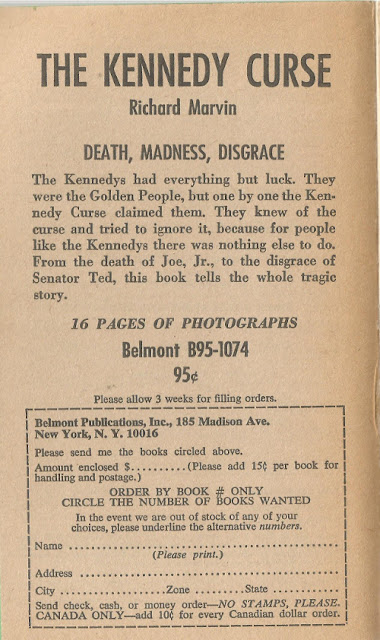 THE KENNEDY CURSE
Richard Marvin
DEATH, MADNESS, DISGRACE
The Kennedys had everything but luck. They
were the Golden People, but one by one the Ken-
nedy Curse claimed them. They knew of the
curse and tried to ignore it, because for people
like the Kennedys there was nothing else to do.
From the death of Joe, Jr., to the disgrace of
Senator Ted, this book tells the whole tragic
story.
16 PAGES OF PHOTOGRAPHS
Belmont B95-1074
95¢
Please allow 3 weeks for filling orders.
Belmont Publications, Inc., 185 Madison Ave.
New York, N. Y. 10016
Please send me the books circled above.
Amount enclosed $..........(Please add 15¢ per book for
handling and postage.)
ORDER BY BOOK # ONLY
CIRCLE THE NUMBER OF BOOKS WANTED
In the event we are out of stock of any of your
choices, please underline the alternative numbers.
Name ..................................................
(Please print.)
Address ................................................
City .................... Zone ......... State ...............
Send check, cash, or money order—NO STAMPS, PLEASE.
CANADA ONLY—add 10¢ for every Canadian dollar order.